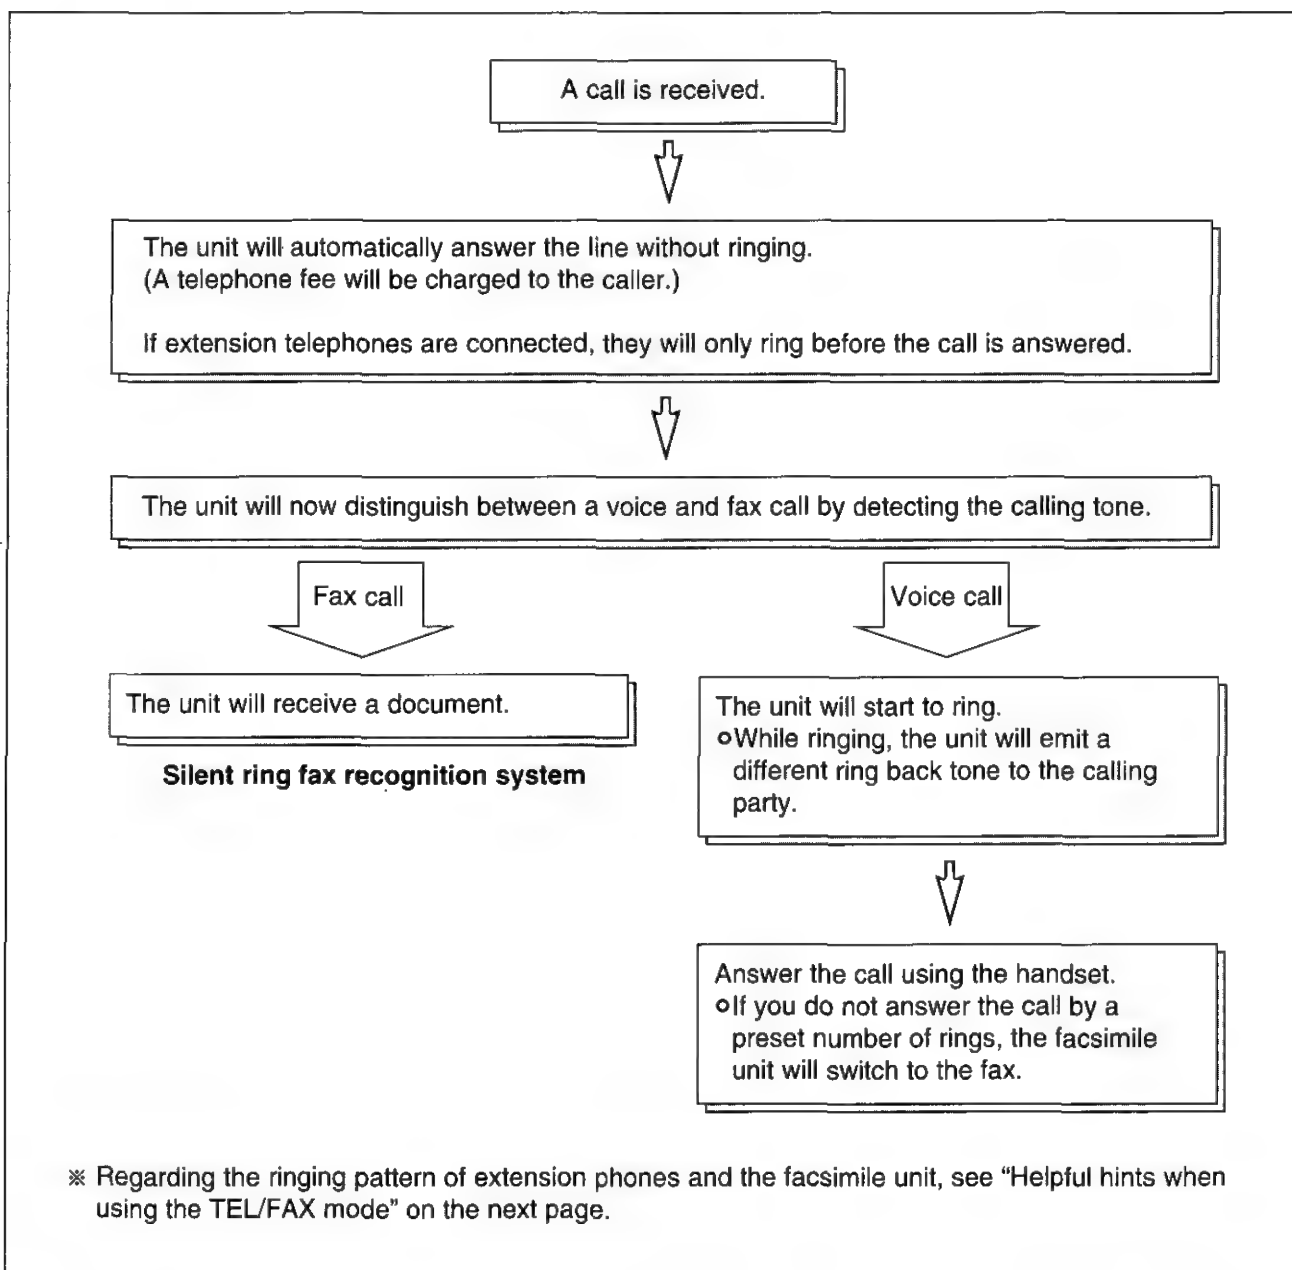 A call is received.
The unit will automatically answer the line without ringing.
(A telephone fee will be charged to the caller.)
If extension telephones are connected, they will only ring before the call is answered.
The unit will now distinguish between a voice and fax call by detecting the calling tone.
Fax call
Voice call
The unit will receive a document.
Silent ring fax recognition system
The unit will start to ring.
○While ringing, the unit will emit a
different ring back tone to the calling
party.
Answer the call using the handset.
○If you do not answer the call by a
preset number of rings, the facsimile
unit will switch to the fax.
※ Regarding the ringing pattern of extension phones and the facsimile unit, see “Helpful hints when
using the TEL/FAX mode” on the next page.